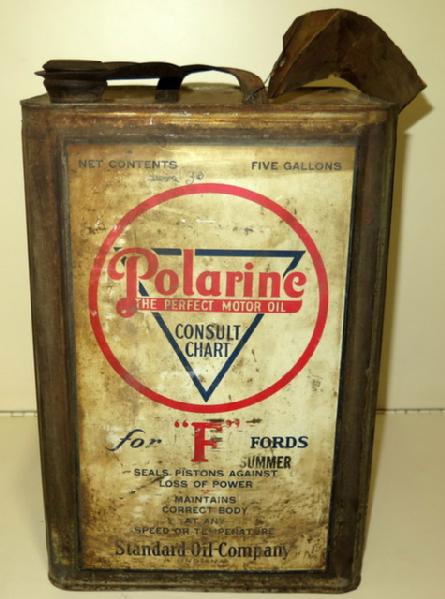 NET CONTENTS FIVE GALLONS
Polarine
THE PERFECT MOTOR OIL
CONSULT
CHART
for "F" FORDS
SUMMER
SEALS PISTONS AGAINST
LOSS OF POWER
MAINTAINS
CORRECT BODY
AT ANY
SPEED OR TEMPERATURE
Standard Oil Company
INDIANA